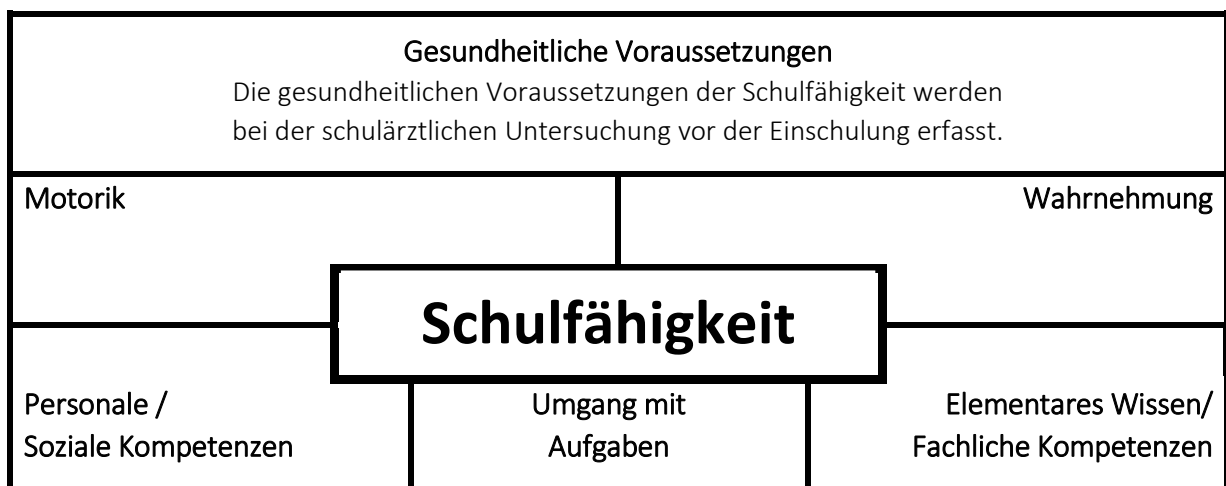 Gesundheitliche Voraussetzungen
Die gesundheitlichen Voraussetzungen der Schulfähigkeit werden
bei der schulärztlichen Untersuchung vor der Einschulung erfasst.
Motorik
Wahrnehmung
Schulfähigkeit
Personale /
Soziale Kompetenzen
Umgang mit
Aufgaben
Elementares Wissen/
Fachliche Kompetenzen